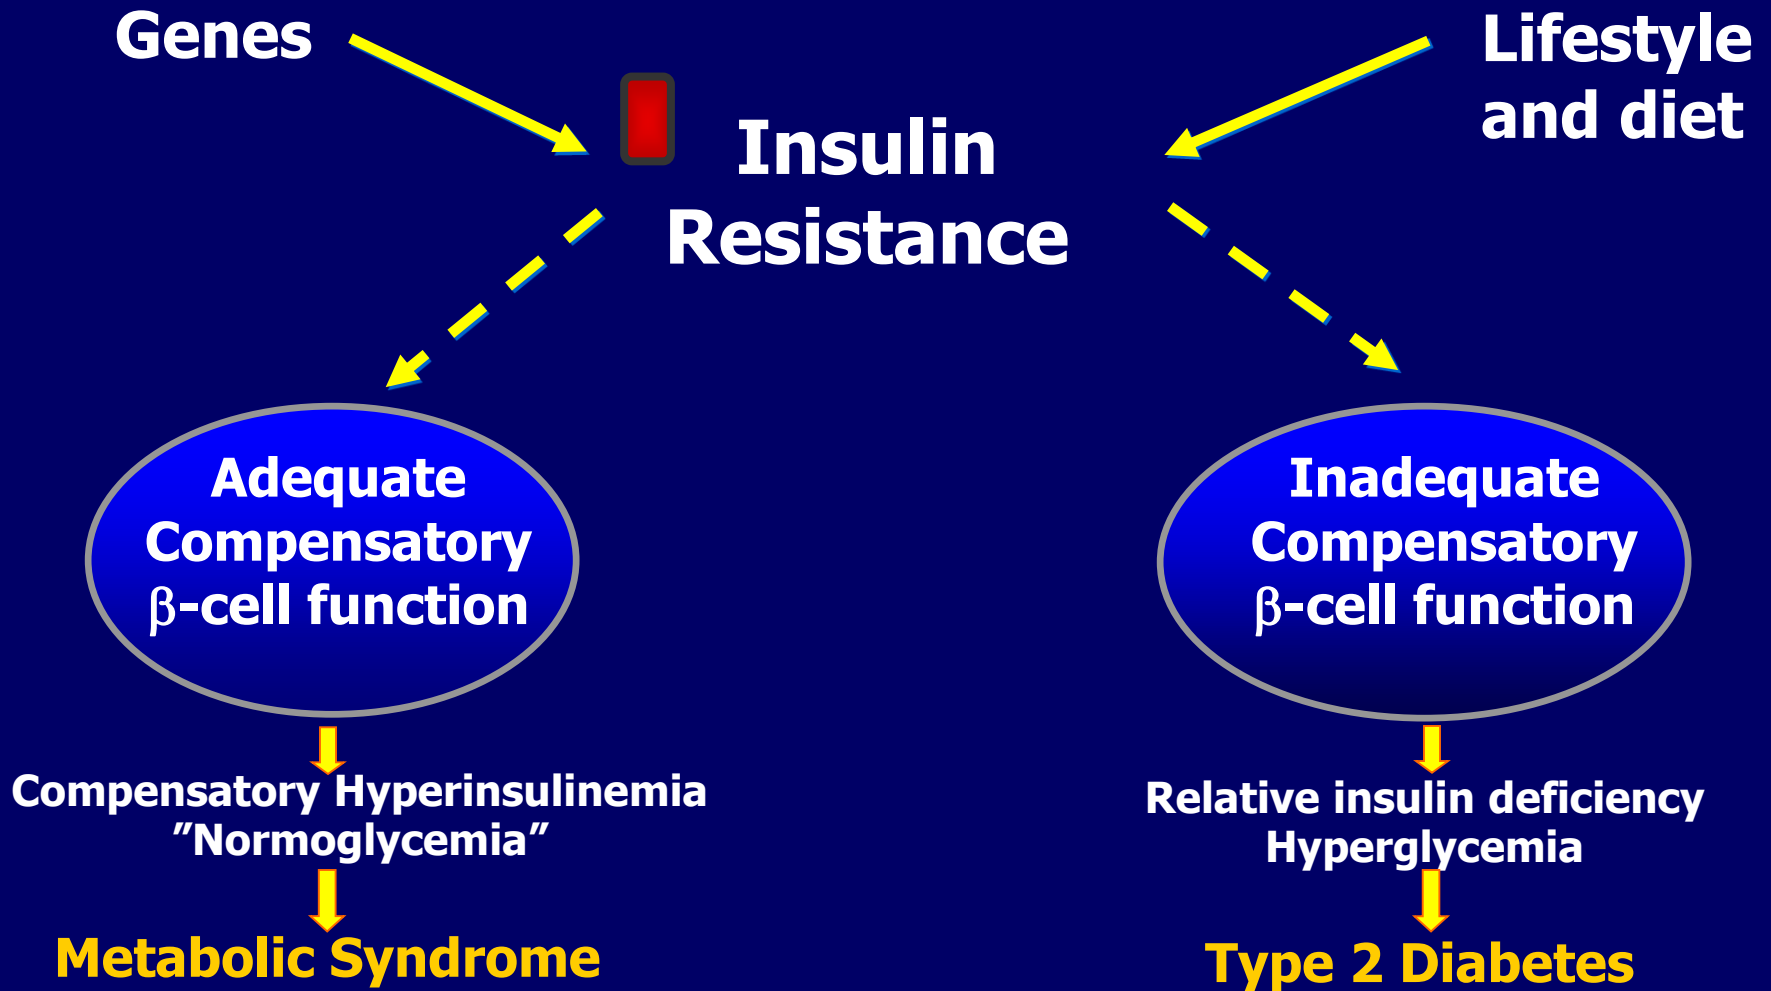 Genes
Lifestyle
and diet
Insulin
Resistance
Adequate
Compensatory
β-cell function
Inadequate
Compensatory
β-cell function
Compensatory Hyperinsulinemia
″Normoglycemia″
Relative insulin deficiency
Hyperglycemia
Metabolic Syndrome
Type 2 Diabetes